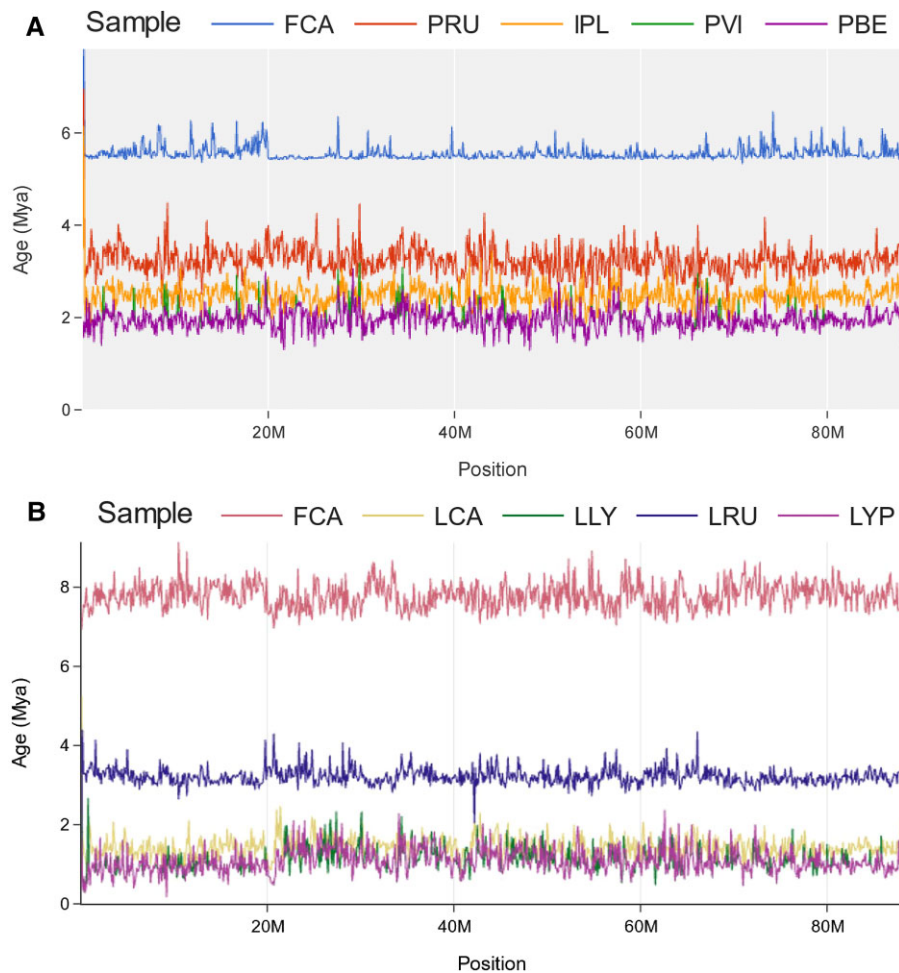 A Sample FCA PRU IPL PVI PBE
6
4
2
0
Age (Mya)
20M 40M 60M 80M
Position
B Sample FCA LCA LLY LRU LYP
8
6
4
2
0
Age (Mya)
20M 40M 60M 80M
Position